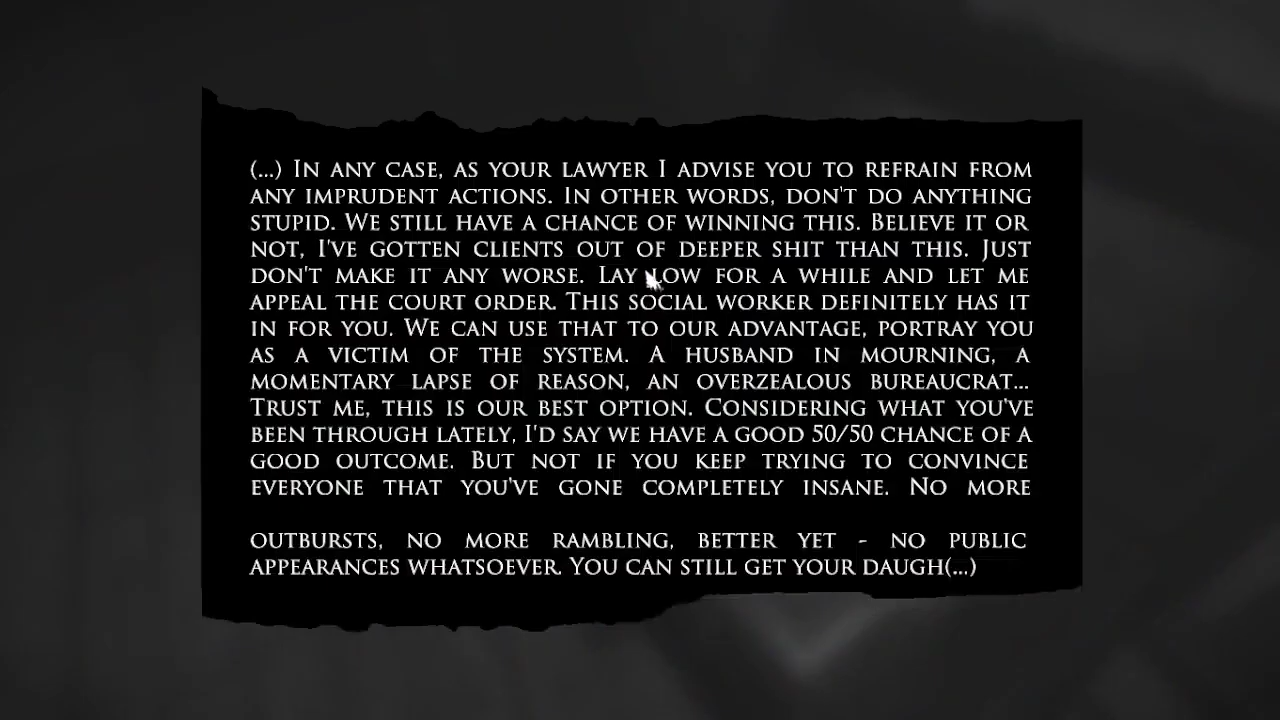 (...) In any case, as your lawyer I advise you to refrain from
any imprudent actions. In other words, don't do anything
stupid. We still have a chance of winning this. Believe it or
not, I've gotten clients out of deeper shit than this. Just
don't make it any worse. Lay low for a while and let me
appeal the court order. This social worker definitely has it
in for you. We can use that to our advantage, portray you
as a victim of the system. A husband in mourning, a
momentary lapse of reason, an overzealous bureaucrat...
Trust me, this is our best option. Considering what you've
been through lately, I'd say we have a good 50/50 chance of a
good outcome. But not if you keep trying to convince
everyone that you've gone completely insane. No more
outbursts, no more rambling, better yet - no public
appearances whatsoever. You can still get your daugh(...)